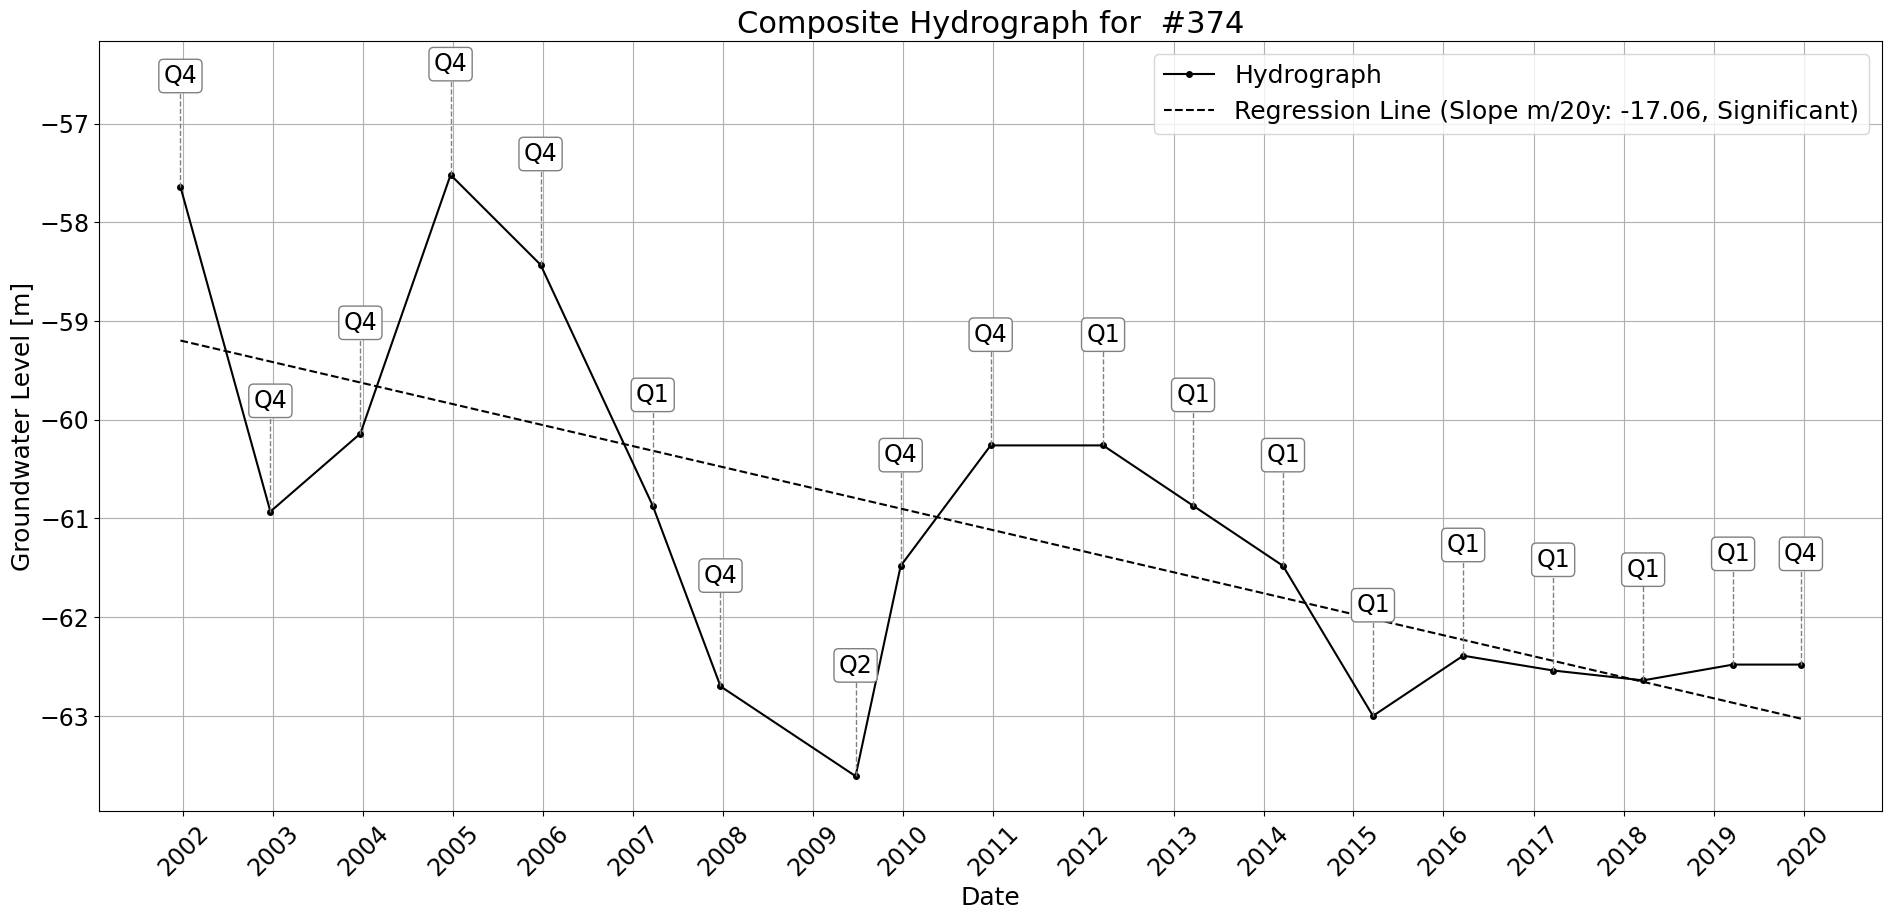 Composite Hydrograph for  #374
Hydrograph
Regression Line (Slope m/20y: -17.06, Significant)
Q4
Q4
Q4
Q4
Q4
Q1
Q4
Q2
Q4
Q4
Q1
Q1
Q1
Q1
Q1
Q1
Q1
Q1
Q4
Groundwater Level [m]
−57
−58
−59
−60
−61
−62
−63
2002
2003
2004
2005
2006
2007
2008
2009
2010
2011
2012
2013
2014
2015
2016
2017
2018
2019
2020
Date